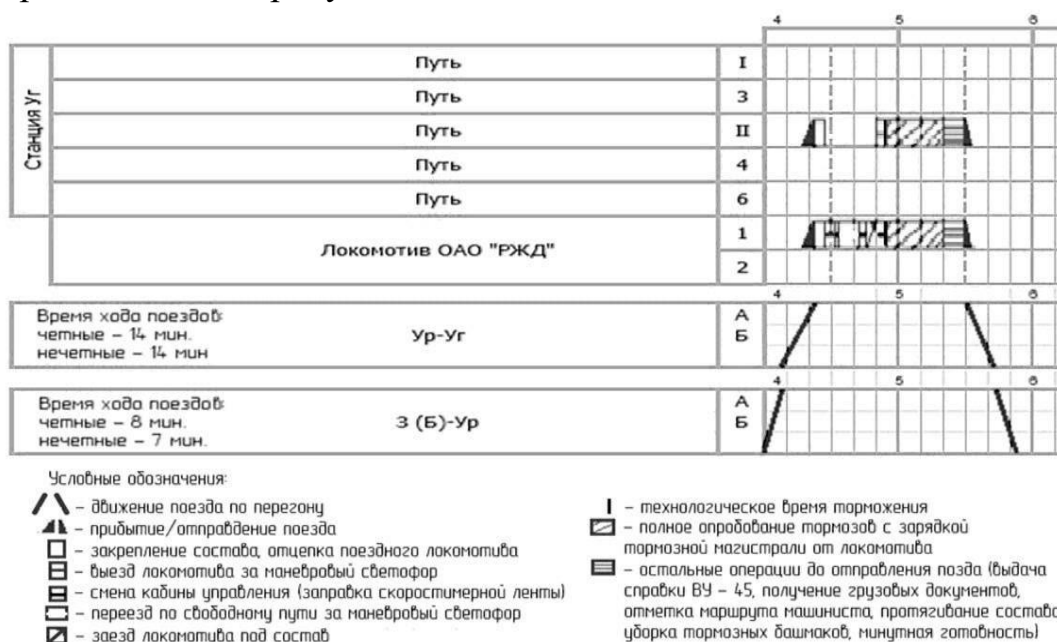 4 5 6
Станция Уг
Путь I
Путь 3
Путь II
Путь 4
Путь 6
Локомотив ОАО "РЖД" 1
2
4 5 6
Время хода поездов:
четные – 14 мин.
нечетные – 14 мин
Ур-Уг
А
Б
4 5 6
Время хода поездов:
четные – 8 мин.
нечетные – 7 мин.
З (Б)-Ур
А
Б
Условные обозначения:
– движение поезда по перегону
– прибытие/отправдение поезда
– закрепление состава, отцепка поездного локомотива
– выезд локомотива за маневровый светофор
– смена кабины управления (заправка скоростимерной ленты)
– переезд по свободному пути за маневровый светофор
– заезд локомотива под состав
– технологическое время торможения
– полное опробование тормозов с зарядкой
тормозной магистрали от локомотива
– остальные операции до отправления позда (выдача
справки ВУ – 45, получение грузовых документов,
отметка маршрута машиниста, протягивание состава
уборка тормозных башмаков, минутная готовность)